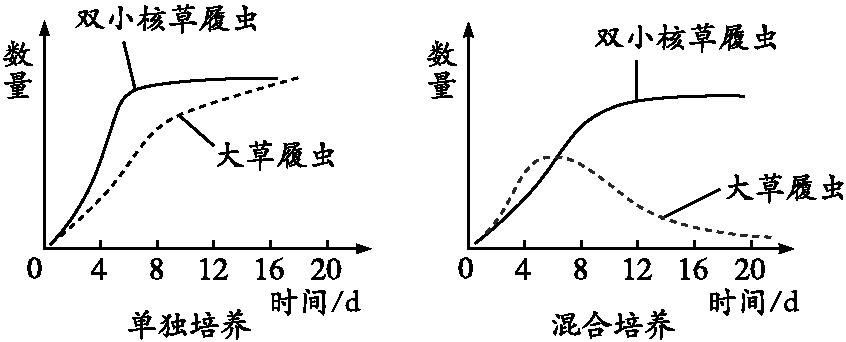 双小核草履虫
数量
大草履虫
0 4 8 12 16 20
时间/d
单独培养
双小核草履虫
数量
大草履虫
0 4 8 12 16 20
时间/d
混合培养